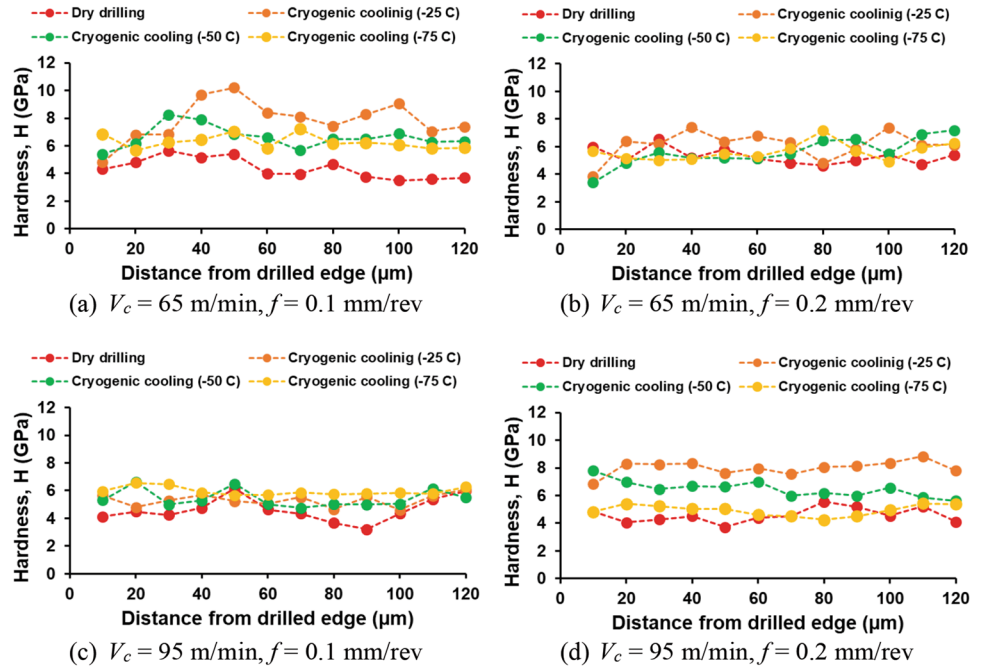 Dry drilling Cryogenic coolinig (-25 C)
Cryogenic cooling (-50 C) Cryogenic cooling (-75 C)
Hardness, H (GPa)
12
10
8
6
4
2
0
0 20 40 60 80 100 120
Distance from drilled edge (µm)
(a) Vc = 65 m/min, f = 0.1 mm/rev
Dry drilling Cryogenic coolinig (-25 C)
Cryogenic cooling (-50 C) Cryogenic cooling (-75 C)
Hardness, H (GPa)
12
10
8
6
4
2
0
0 20 40 60 80 100 120
Distance from drilled edge (µm)
(b) Vc = 65 m/min, f = 0.2 mm/rev
Dry drilling Cryogenic coolinig (-25 C)
Cryogenic cooling (-50 C) Cryogenic cooling (-75 C)
Hardness, H (GPa)
12
10
8
6
4
2
0
0 20 40 60 80 100 120
Distance from drilled edge (µm)
(c) Vc = 95 m/min, f = 0.1 mm/rev
Dry drilling Cryogenic coolinig (-25 C)
Cryogenic cooling (-50 C) Cryogenic cooling (-75 C)
Hardness, H (GPa)
12
10
8
6
4
2
0
0 20 40 60 80 100 120
Distance from drilled edge (µm)
(d) Vc = 95 m/min, f = 0.2 mm/rev